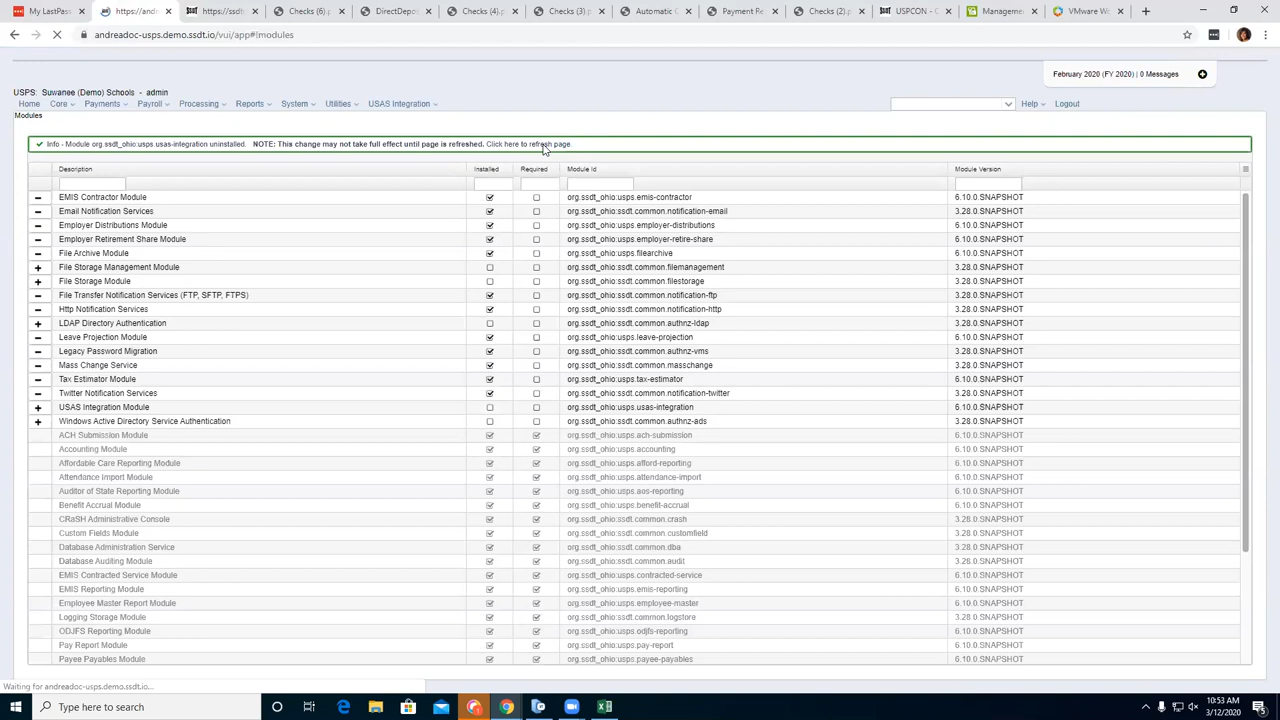 My LastPass
https://andre
https://ssdt
Checks (6).p
DirectDepos
Checks (4).p
Checks (3).p
Automatic C
Payment Re
Checks (2).p
USPCON - C
Manageme
VMware Wo
andreadoc-usps.demo.ssdt.io/vui/app#!modules
February 2020 (FY 2020) | 0 Messages
USPS: Suwanee (Demo) Schools - admin
Home Core Payments Payroll Processing Reports System Utilities USAS Integration Help Logout
Modules
Info - Module org.ssdt_ohio:usps.usas-integration uninstalled. NOTE: This change may not take full effect until page is refreshed. Click here to refresh page.
Description Installed Required Module Id Module Version
EMIS Contractor Module org.ssdt_ohio:usps.emis-contractor 6.10.0.SNAPSHOT
Email Notification Services org.ssdt_ohio:ssdt.common.notification-email 3.28.0.SNAPSHOT
Employer Distributions Module org.ssdt_ohio:usps.employer-distributions 6.10.0.SNAPSHOT
Employer Retirement Share Module org.ssdt_ohio:usps.employer-retire-share 6.10.0.SNAPSHOT
File Archive Module org.ssdt_ohio:usps.filearchive 6.10.0.SNAPSHOT
File Storage Management Module org.ssdt_ohio:ssdt.common.filemanagement 3.28.0.SNAPSHOT
File Storage Module org.ssdt_ohio:ssdt.common.filestorage 3.28.0.SNAPSHOT
File Transfer Notification Services (FTP, SFTP, FTPS) org.ssdt_ohio:ssdt.common.notification-ftp 3.28.0.SNAPSHOT
Http Notification Services org.ssdt_ohio:ssdt.common.notification-http 3.28.0.SNAPSHOT
LDAP Directory Authentication org.ssdt_ohio:ssdt.common.authnz-ldap 3.28.0.SNAPSHOT
Leave Projection Module org.ssdt_ohio:usps.leave-projection 6.10.0.SNAPSHOT
Legacy Password Migration org.ssdt_ohio:ssdt.common.authnz-vms 3.28.0.SNAPSHOT
Mass Change Service org.ssdt_ohio:ssdt.common.masschange 3.28.0.SNAPSHOT
Tax Estimator Module org.ssdt_ohio:usps.tax-estimator 6.10.0.SNAPSHOT
Twitter Notification Services org.ssdt_ohio:ssdt.common.notification-twitter 3.28.0.SNAPSHOT
USAS Integration Module org.ssdt_ohio:usps.usas-integration 6.10.0.SNAPSHOT
Windows Active Directory Service Authentication org.ssdt_ohio:ssdt.common.authnz-ads 3.28.0.SNAPSHOT
ACH Submission Module org.ssdt_ohio:usps.ach-submission 6.10.0.SNAPSHOT
Accounting Module org.ssdt_ohio:usps.accounting 6.10.0.SNAPSHOT
Affordable Care Reporting Module org.ssdt_ohio:usps.afford-reporting 6.10.0.SNAPSHOT
Attendance Import Module org.ssdt_ohio:usps.attendance-import 6.10.0.SNAPSHOT
Auditor of State Reporting Module org.ssdt_ohio:usps.aos-reporting 6.10.0.SNAPSHOT
Benefit Accrual Module org.ssdt_ohio:usps.benefit-accrual 6.10.0.SNAPSHOT
CRaSH Administrative Console org.ssdt_ohio:ssdt.common.crash 3.28.0.SNAPSHOT
Custom Fields Module org.ssdt_ohio:ssdt.common.customfield 3.28.0.SNAPSHOT
Database Administration Service org.ssdt_ohio:ssdt.common.dba 3.28.0.SNAPSHOT
Database Auditing Module org.ssdt_ohio:ssdt.common.audit 3.28.0.SNAPSHOT
EMIS Contracted Service Module org.ssdt_ohio:usps.contracted-service 6.10.0.SNAPSHOT
EMIS Reporting Module org.ssdt_ohio:usps.emis-reporting 6.10.0.SNAPSHOT
Employee Master Report Module org.ssdt_ohio:usps.employee-master 6.10.0.SNAPSHOT
Logging Storage Module org.ssdt_ohio:ssdt.common.logstore 3.28.0.SNAPSHOT
ODJFS Reporting Module org.ssdt_ohio:usps.odjfs-reporting 6.10.0.SNAPSHOT
Pay Report Module org.ssdt_ohio:usps.pay-report 6.10.0.SNAPSHOT
Payee Payables Module org.ssdt_ohio:usps.payee-payables 6.10.0.SNAPSHOT
Waiting for andreadoc-usps.demo.ssdt.io...
Type here to search
10:53 AM
3/12/2020
5